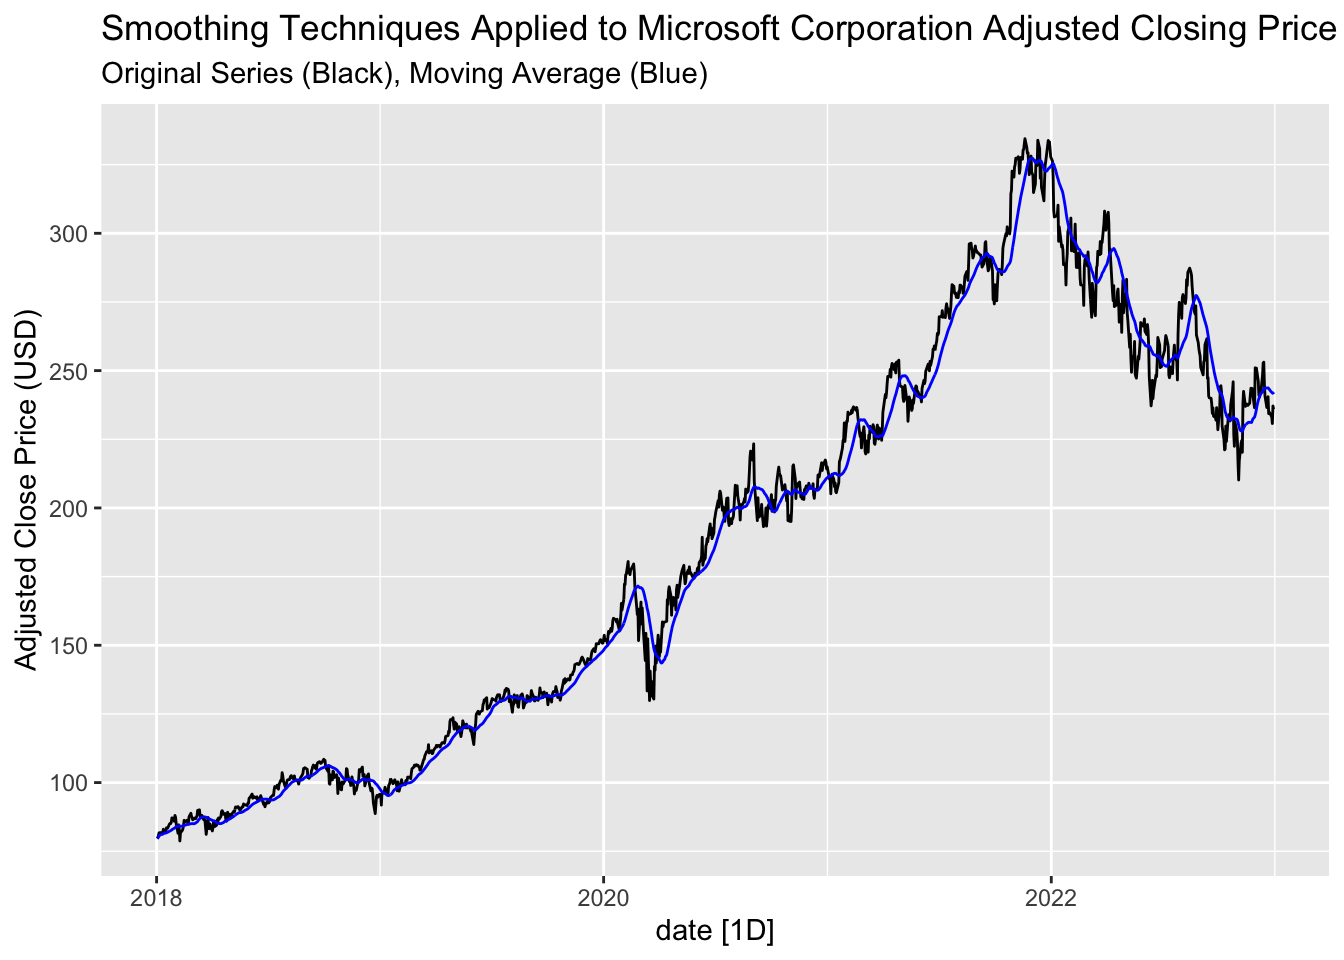 Smoothing Techniques Applied to Microsoft Corporation Adjusted Closing Price
Original Series (Black), Moving Average (Blue)
Adjusted Close Price (USD)
300
250
200
150
100
2018
2020
2022
date [1D]